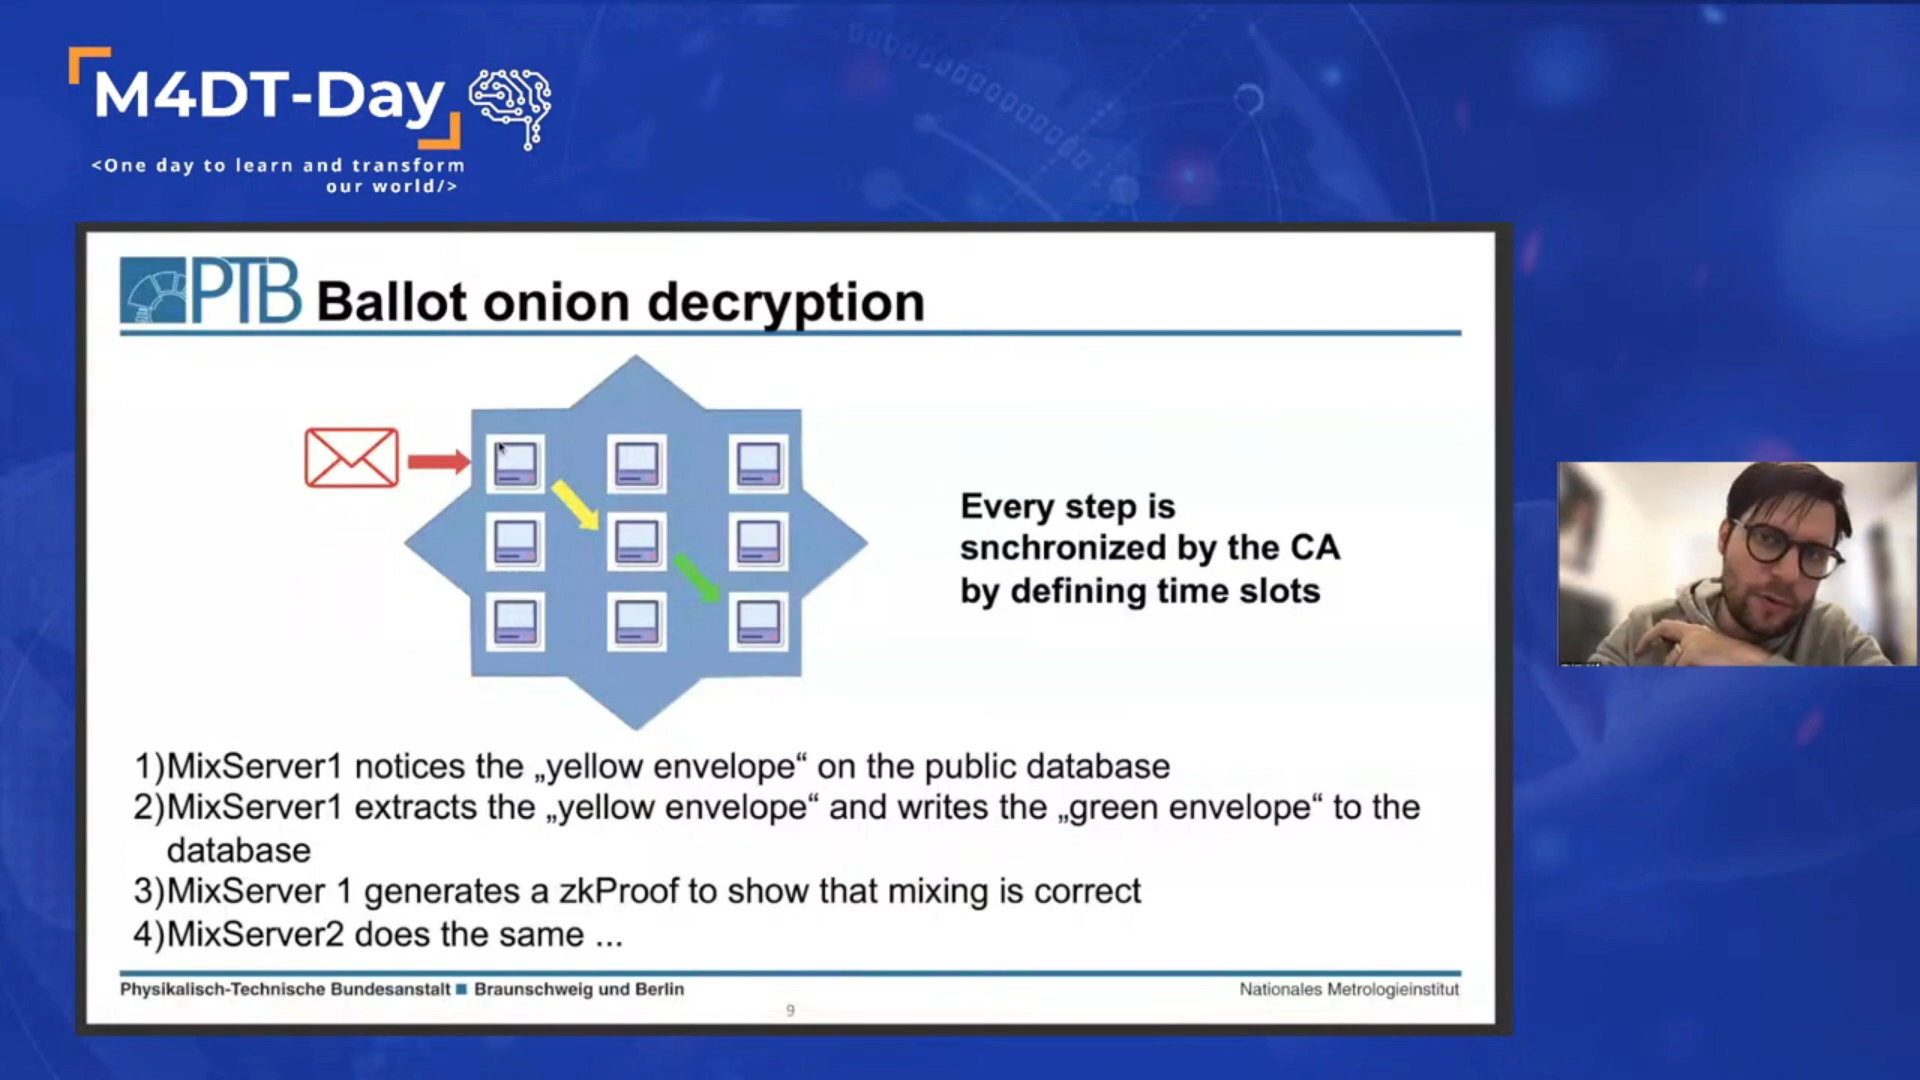 M4DT-Day
<One day to learn and transform
our world/>
PTB
Ballot onion decryption
Every step is
snchronized by the CA
by defining time slots
1)MixServer1 notices the „yellow envelope“ on the public database
2)MixServer1 extracts the „yellow envelope“ and writes the „green envelope“ to the
database
3)MixServer 1 generates a zkProof to show that mixing is correct
4)MixServer2 does the same ...
Physikalisch-Technische Bundesanstalt ■ Braunschweig und Berlin
Nationales Metrologieinstitut
9